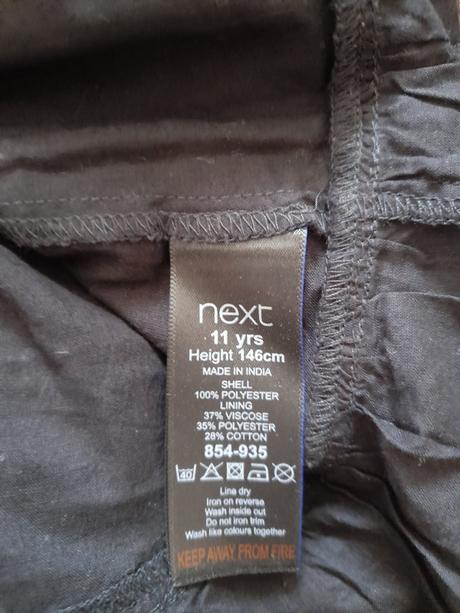 next
11 yrs
Height 146cm
MADE IN INDIA
SHELL
100% POLYESTER
LINING
37% VISCOSE
35% POLYESTER
28% COTTON
854-935
40
Line dry
Iron on reverse
Wash inside out
Do not iron trim
Wash like colours together
KEEP AWAY FROM FIRE